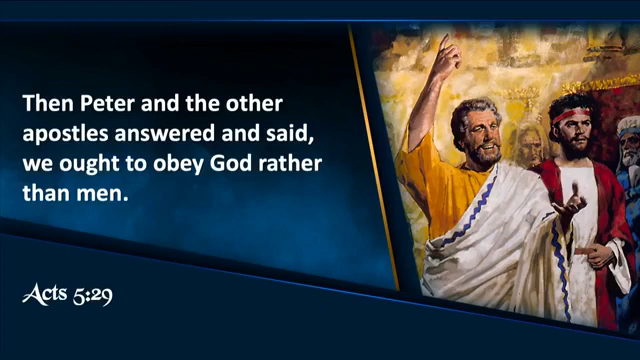 Then Peter and the other
apostles answered and said,
we ought to obey God rather
than men.
Acts 5:29